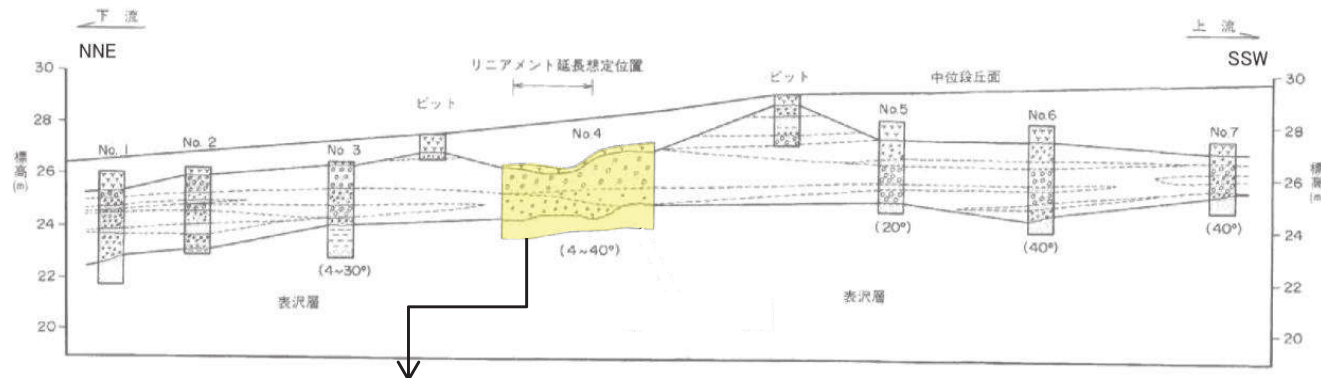 下 流
上 流
NNE
SSW
リニアメント延長想定位置
ピット
ピット
中位段丘面
30
28
26
24
22
20
標高(m)
No. 1
No. 2
No 3
No.4
No.5
No.6
No.7
(4~30°)
(4~40°)
(20°)
(40°)
(40°)
表沢層
表沢層
30
28
26
24
22
20
標高(m)